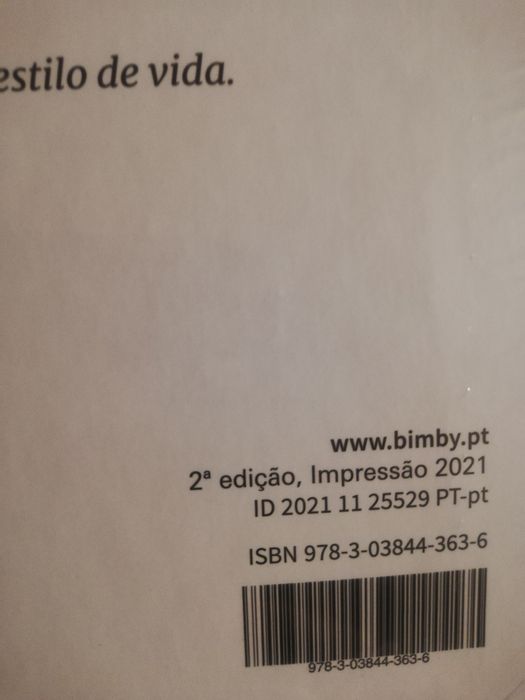 estilo de vida.
www.bimby.pt
2ª edição, Impressão 2021
ID 2021 11 25529 PT-pt
ISBN 978-3-03844-363-6
978-3-03844-363-6